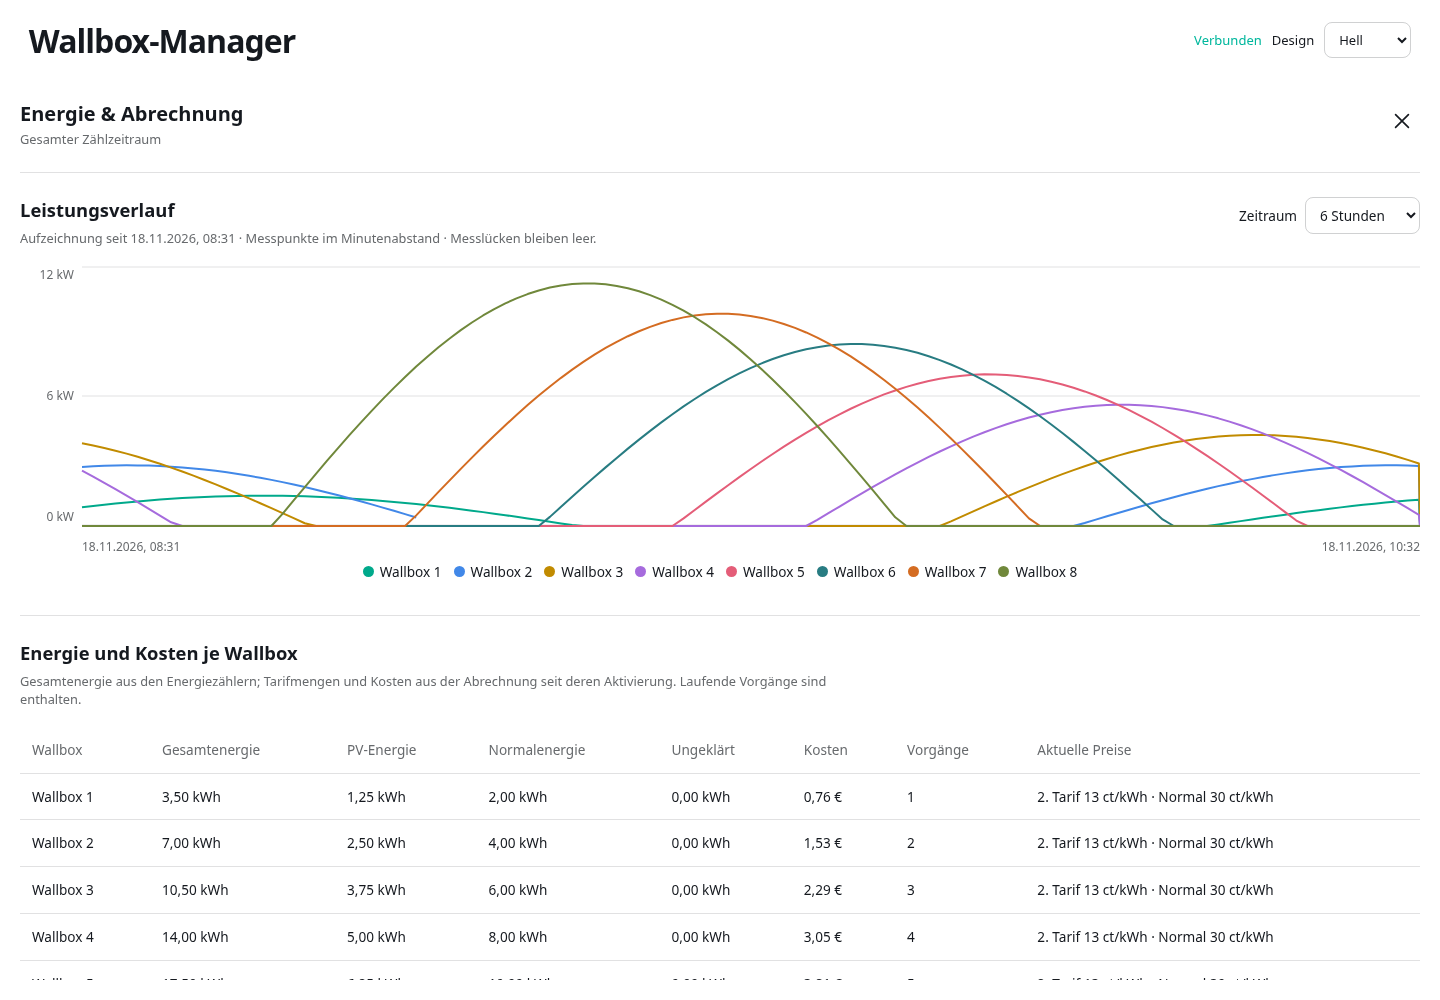 Wallbox-Manager
Verbunden Design Hell
Energie & Abrechnung
Gesamter Zählzeitraum
Leistungsverlauf
Zeitraum 6 Stunden
Aufzeichnung seit 18.11.2026, 08:31 · Messpunkte im Minutenabstand · Messlücken bleiben leer.
12 kW
6 kW
0 kW
18.11.2026, 08:31 18.11.2026, 10:32
Wallbox 1 Wallbox 2 Wallbox 3 Wallbox 4 Wallbox 5 Wallbox 6 Wallbox 7 Wallbox 8
Energie und Kosten je Wallbox
Gesamtenergie aus den Energiezählern; Tarifmengen und Kosten aus der Abrechnung seit deren Aktivierung. Laufende Vorgänge sind
enthalten.
Wallbox Gesamtenergie PV-Energie Normalenergie Ungeklärt Kosten Vorgänge Aktuelle Preise
Wallbox 1 3,50 kWh 1,25 kWh 2,00 kWh 0,00 kWh 0,76 € 1 2. Tarif 13 ct/kWh · Normal 30 ct/kWh
Wallbox 2 7,00 kWh 2,50 kWh 4,00 kWh 0,00 kWh 1,53 € 2 2. Tarif 13 ct/kWh · Normal 30 ct/kWh
Wallbox 3 10,50 kWh 3,75 kWh 6,00 kWh 0,00 kWh 2,29 € 3 2. Tarif 13 ct/kWh · Normal 30 ct/kWh
Wallbox 4 14,00 kWh 5,00 kWh 8,00 kWh 0,00 kWh 3,05 € 4 2. Tarif 13 ct/kWh · Normal 30 ct/kWh